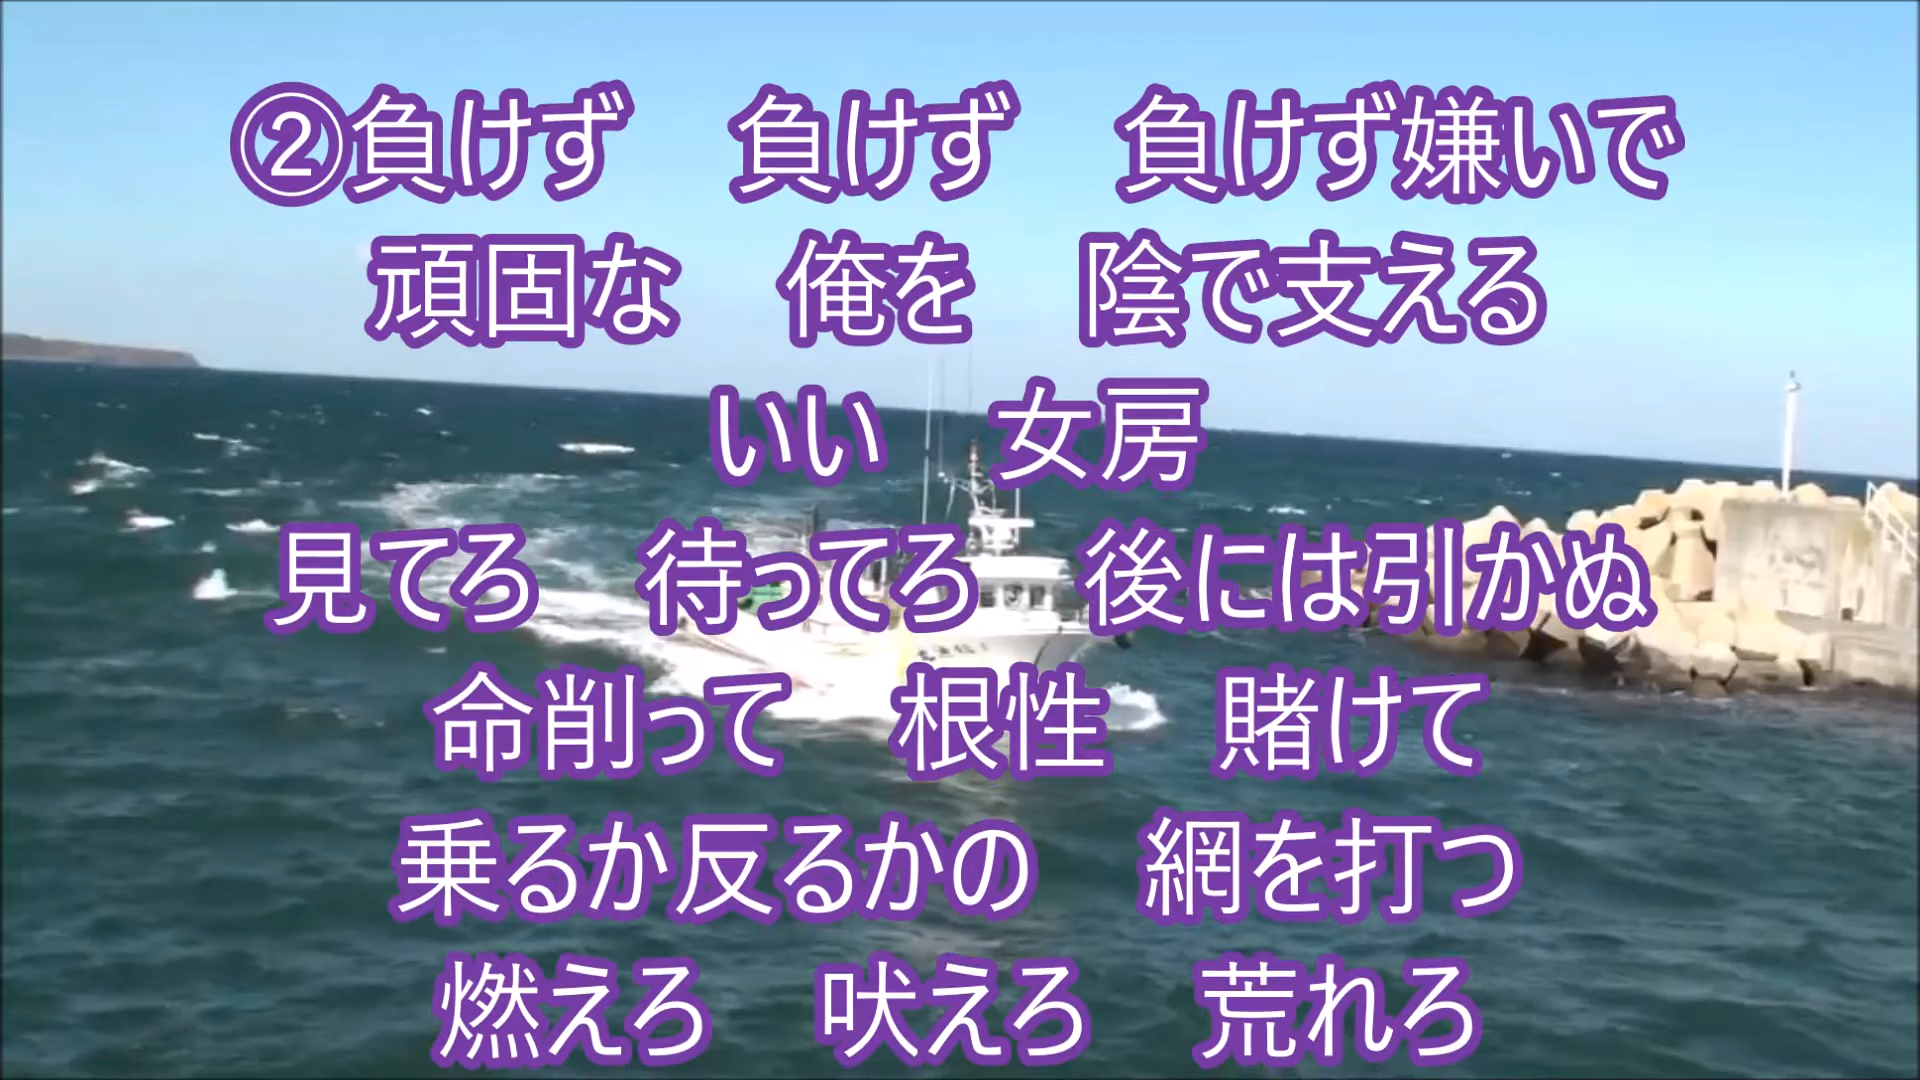 ②負けず　負けず　負けず嫌いで
頑固な　俺を　陰で支える
いい　女房
見てろ　待ってろ　後には引かぬ
命削って　根性　賭けて
乗るか反るかの　網を打つ
燃えろ　吠えろ　荒れろ